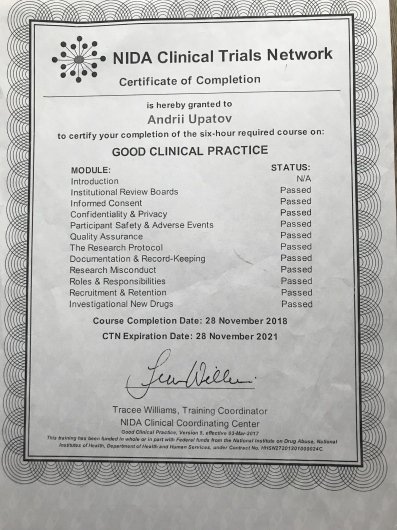 NIDA Clinical Trials Network
Certificate of Completion
is hereby granted to
Andrii Upatov
to certify your completion of the six-hour required course on:
GOOD CLINICAL PRACTICE
MODULE: STATUS:
Introduction N/A
Institutional Review Boards Passed
Informed Consent Passed
Confidentiality & Privacy Passed
Participant Safety & Adverse Events Passed
Quality Assurance Passed
The Research Protocol Passed
Documentation & Record-Keeping Passed
Research Misconduct Passed
Roles & Responsibilities Passed
Recruitment & Retention Passed
Investigational New Drugs Passed
Course Completion Date: 28 November 2018
CTN Expiration Date: 28 November 2021
Tracee Williams, Training Coordinator
NIDA Clinical Coordinating Center
Good Clinical Practice, Version 5, effective 03-Mar-2017
This training has been funded in whole or in part with Federal funds from the National Institute on Drug Abuse, National
Institutes of Health, Department of Health and Human Services, under Contract No.